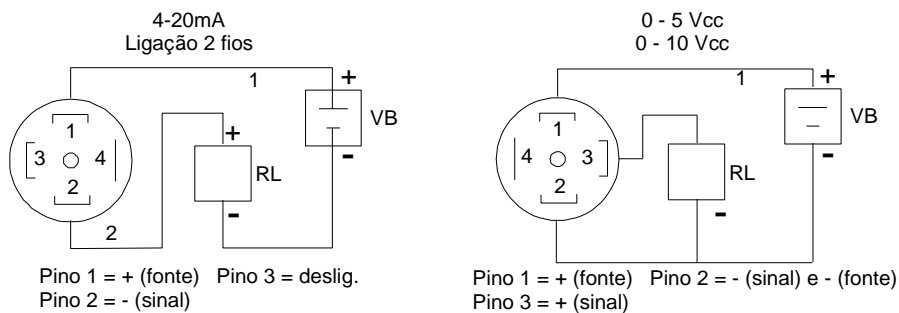 4-20mA
Ligação 2 fios
1
+
VB
-
1
3
4
2
+
RL
-
2
Pino 1 = + (fonte) Pino 3 = deslig.
Pino 2 = - (sinal)
0 - 5 Vcc
0 - 10 Vcc
1
+
VB
-
1
4
3
2
RL
-
Pino 1 = + (fonte) Pino 2 = - (sinal) e - (fonte)
Pino 3 = + (sinal)